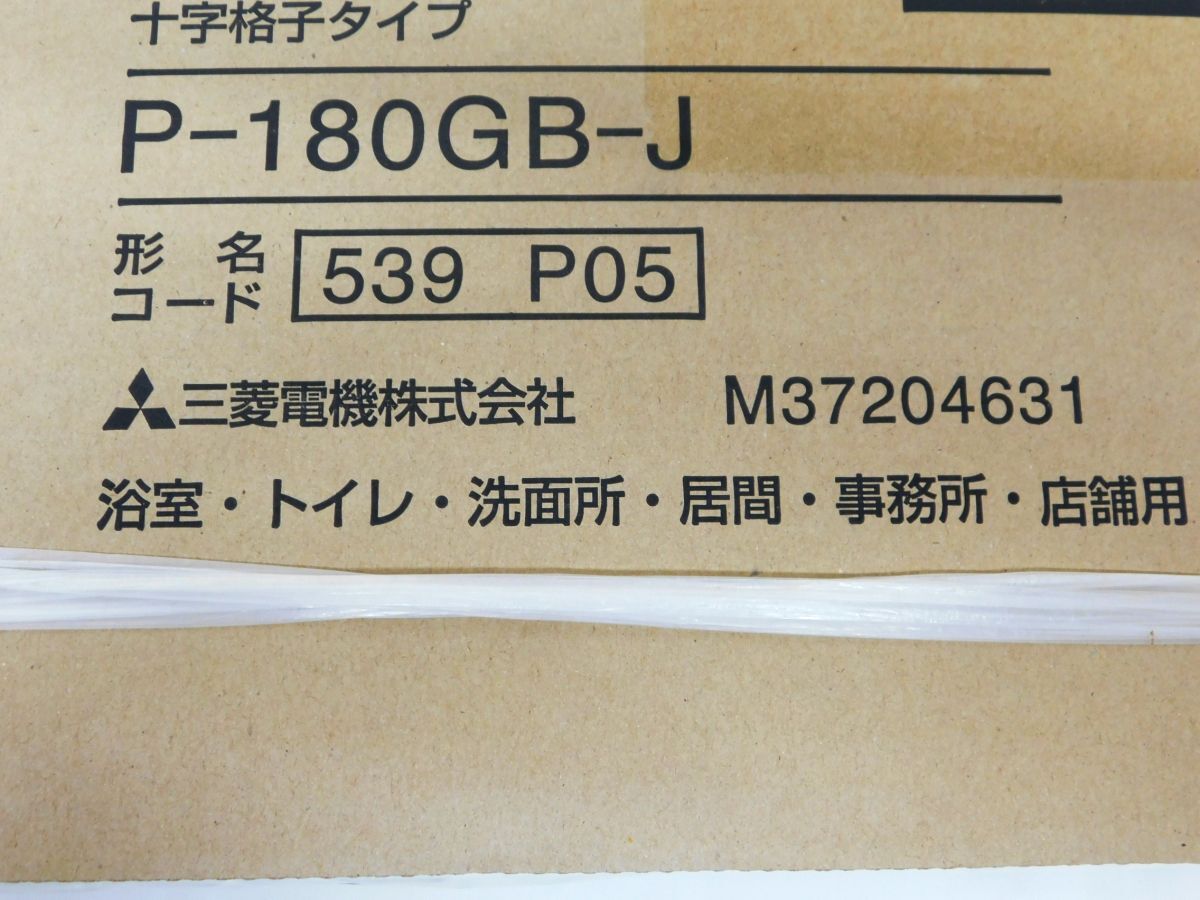 十字格子タイプ
P-180GB-J
形名コード 539 P05
三菱電機株式会社 M37204631
浴室・トイレ・洗面所・居間・事務所・店舗用